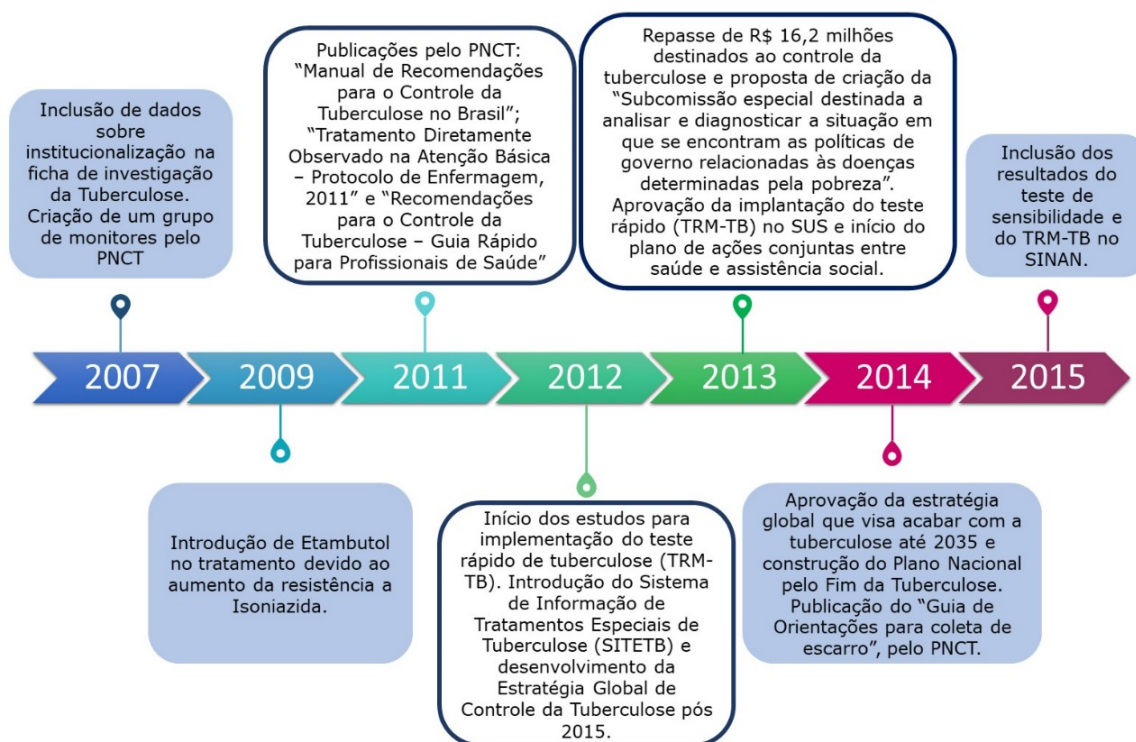 Inclusão de dados
sobre
institucionalização na
ficha de investigação
da Tuberculose.
Criação de um grupo
de monitores pelo
PNCT
Publicações pelo PNCT:
“Manual de Recomendações
para o Controle da
Tuberculose no Brasil”;
“Tratamento Diretamente
Observado na Atenção Básica
– Protocolo de Enfermagem,
2011” e “Recomendações
para o Controle da
Tuberculose – Guia Rápido
para Profissionais de Saúde”
Repasse de R$ 16,2 milhões
destinados ao controle da
tuberculose e proposta de criação da
“Subcomissão especial destinada a
analisar e diagnosticar a situação em
que se encontram as políticas de
governo relacionadas às doenças
determinadas pela pobreza”.
Aprovação da implantação do teste
rápido (TRM-TB) no SUS e início do
plano de ações conjuntas entre
saúde e assistência social.
Inclusão dos
resultados do
teste de
sensibilidade e
do TRM-TB no
SINAN.
2007 2009 2011 2012 2013 2014 2015
Introdução de Etambutol
no tratamento devido ao
aumento da resistência a
Isoniazida.
Início dos estudos para
implementação do teste
rápido de tuberculose (TRM-
TB). Introdução do Sistema
de Informação de
Tratamentos Especiais de
Tuberculose (SITETB) e
desenvolvimento da
Estratégia Global de
Controle da Tuberculose pós
2015.
Aprovação da estratégia
global que visa acabar com a
tuberculose até 2035 e
construção do Plano Nacional
pelo Fim da Tuberculose.
Publicação do “Guia de
Orientações para coleta de
escarro”, pelo PNCT.